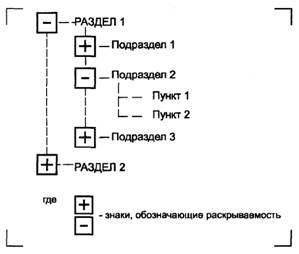 - РАЗДЕЛ 1
+ Подраздел 1
- Подраздел 2
Пункт 1
Пункт 2
+ Подраздел 3
+ РАЗДЕЛ 2
где
+
- - знаки, обозначающие раскрываемость